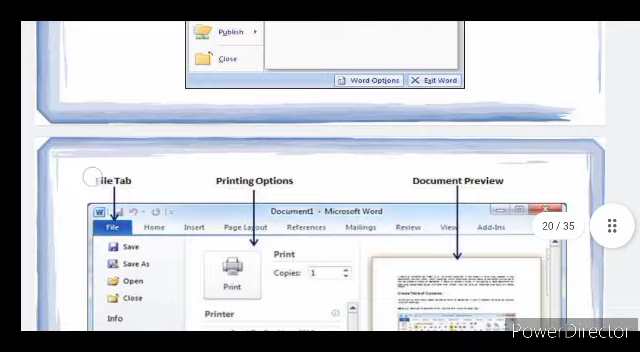 Publish
Close
Word Options
Exit Word
File Tab
Printing Options
Document Preview
Document1 - Microsoft Word
File
Home
Insert
Page Layout
References
Mailings
Review
View
Add-Ins
20 / 35
Save
Save As
Open
Close
Info
Print
Print
Copies: 1
Printer
PowerDirector